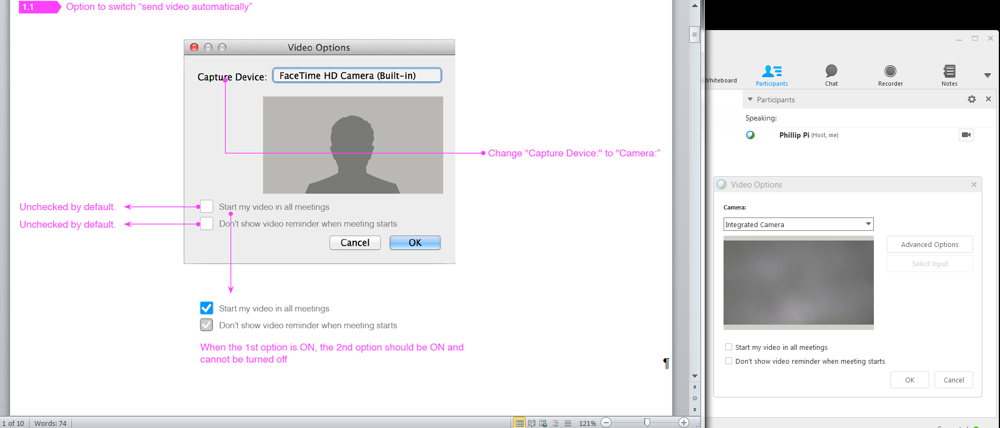 1.1 Option to switch “send video automatically”
Video Options
Capture Device: FaceTime HD Camera (Built-in)
Change "Capture Device:" to "Camera:”
Unchecked by default. Start my video in all meetings
Unchecked by default. Don't show video reminder when meeting starts
Cancel OK
Start my video in all meetings
Don't show video reminder when meeting starts
When the 1st option is ON, the 2nd option should be ON and
cannot be turned off
¶
1 of 10 Words: 74 121%
Whiteboard Participants Chat Recorder Notes
Participants
Speaking:
Phillip Pi (Host, me)
Video Options
Camera:
Integrated Camera
Advanced Options
Select Input
Start my video in all meetings
Don't show video reminder when meeting starts
OK Cancel